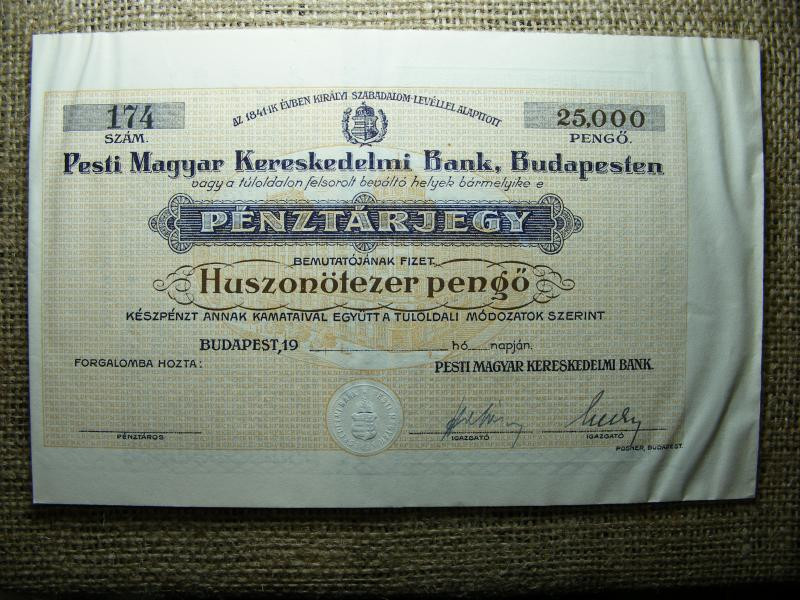 AZ 1841-IK ÉVBEN KIRÁLYI SZABADALOM-LEVÉLLEL ALAPITOTT
174
SZÁM.
25,000
PENGŐ.
Pesti Magyar Kereskedelmi Bank, Budapesten
vagy a túloldalon felsorolt beváltó helyek bármelyike e
PÉNZTÁRJEGY
BEMUTATÓJÁNAK FIZET
Huszonötezer pengő
KÉSZPÉNZT ANNAK KAMATAIVAL EGYÜTT A TÚLOLDALI MÓDOZATOK SZERINT
BUDAPEST, 19 hó napján.
FORGALOMBA HOZTA:
PESTI MAGYAR KERESKEDELMI BANK.
PÉNZTÁROS
IGAZGATÓ
IGAZGATÓ
POSNER, BUDAPEST.